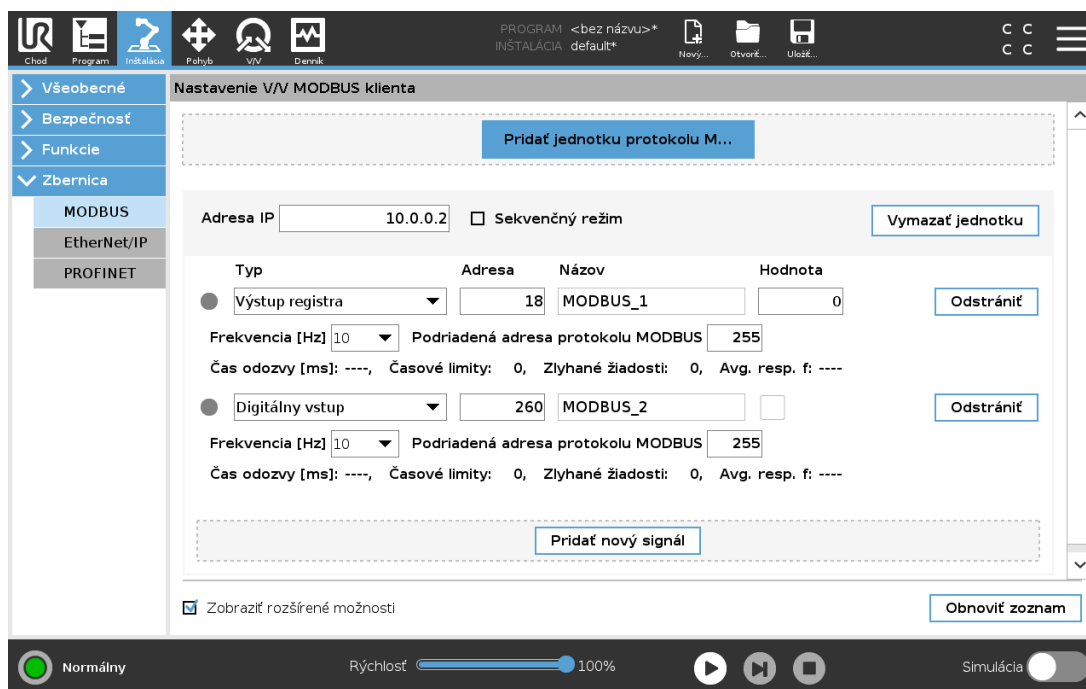 PROGRAM <bez názvu>*
INŠTALÁCIA default*
UR
Chod Program Inštalácia Pohyb V/V Denník Nový... Otvoriť... Uložiť...
C C
C C
Všeobecné
Bezpečnosť
Funkcie
Zbernica
MODBUS
EtherNet/IP
PROFINET
Nastavenie V/V MODBUS klienta
Pridať jednotku protokolu M...
Adresa IP 10.0.0.2 Sekvenčný režim Vymazať jednotku
Typ Adresa Názov Hodnota
Výstup registra 18 MODBUS_1 0 Odstrániť
Frekvencia [Hz] 10 Podriadená adresa protokolu MODBUS 255
Čas odozvy [ms]: ----, Časové limity: 0, Zlyhané žiadosti: 0, Avg. resp. f: ----
Digitálny vstup 260 MODBUS_2 Odstrániť
Frekvencia [Hz] 10 Podriadená adresa protokolu MODBUS 255
Čas odozvy [ms]: ----, Časové limity: 0, Zlyhané žiadosti: 0, Avg. resp. f: ----
Pridať nový signál
Zobraziť rozšírené možnosti Obnoviť zoznam
Normálny Rýchlosť 100% Simulácia